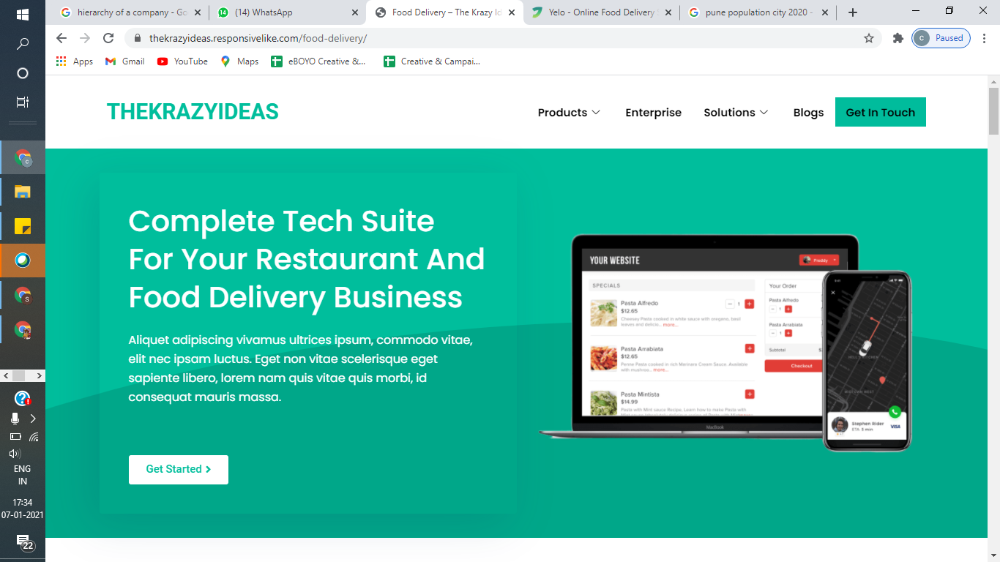 hierarchy of a company - Go
(14) WhatsApp
Food Delivery – The Krazy Id
Yelo - Online Food Delivery
pune population city 2020 -
thekrazyideas.responsivelike.com/food-delivery/
C Paused
Apps
Gmail
YouTube
Maps
eBOYO Creative &...
Creative & Campai...
THEKRAZYIDEAS
Products
Enterprise
Solutions
Blogs
Get In Touch
Complete Tech Suite
For Your Restaurant And
Food Delivery Business
Aliquet adipiscing vivamus ultrices ipsum, commodo vitae,
elit nec ipsam luctus. Eget non vitae scelerisque eget
sapiente libero, lorem nam quis vitae quis morbi, id
consequat mauris massa.
Get Started
YOUR WEBSITE
Freddy
SPECIALS
Pasta Alfredo
1
$12.65
Cheesey Pasta cooked in white sauce with oregano, basil
leaves and delicio... more...
Pasta Arrabiata
$12.65
Penne Pasta cooked in rich Marinara Cream Sauce. Available
with mushroo... more...
Pasta Mintista
$14.99
Pasta with Mint sauce Recipe. Learn how to make Pasta with
Your Order
Pasta Alfredo
1
Pasta Arrabiata
1
Subtotal
Checkout
MacBook
HELL'S KITCHEN
MIDTOWN WEST
Stephen Rider
ETA 5 min
VISA
ENG
IN
17:34
07-01-2021
22